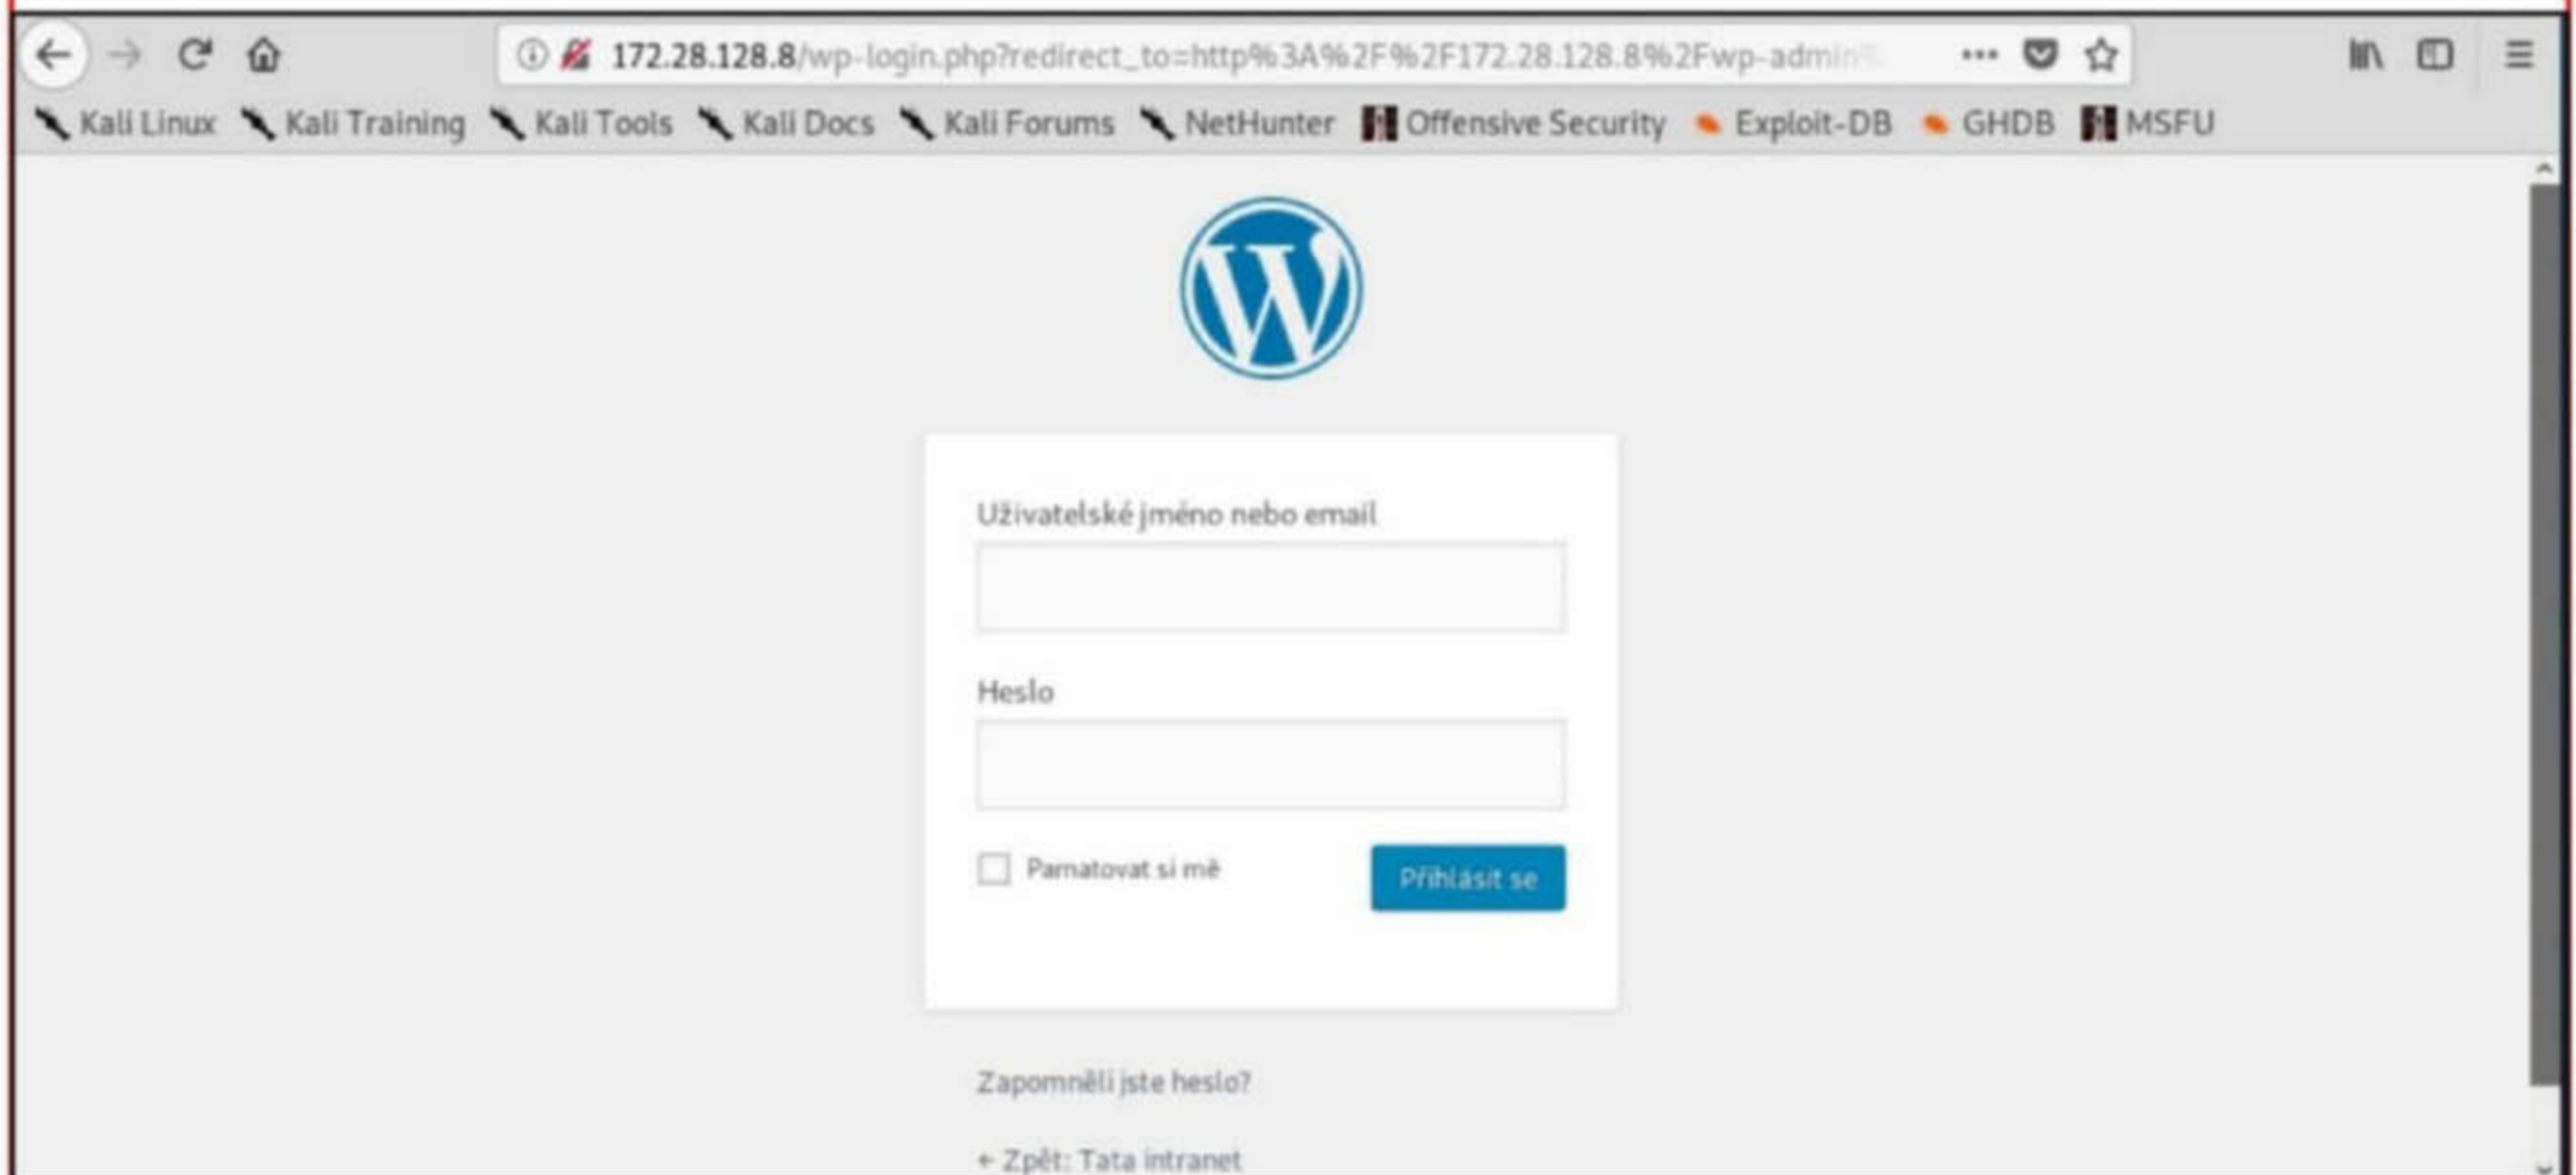 172.28.128.8/wp-login.php?redirect_to=http%3A%2F%2F172.28.128.8%2Fwp-admin%
Kali Linux Kali Training Kali Tools Kali Docs Kali Forums NetHunter Offensive Security Exploit-DB GHDB MSFU
Uživatelské jméno nebo email
Heslo
Pamatovat si mě Přihlásit se
Zapomněli jste heslo?
← Zpět: Tata intranet